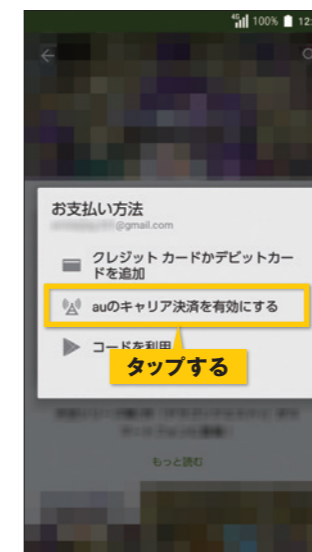 4G 100% 12:
お支払い方法
@gmail.com
クレジット カードかデビットカー
ドを追加
auのキャリア決済を有効にする
コードを利用
タップする
もっと読む